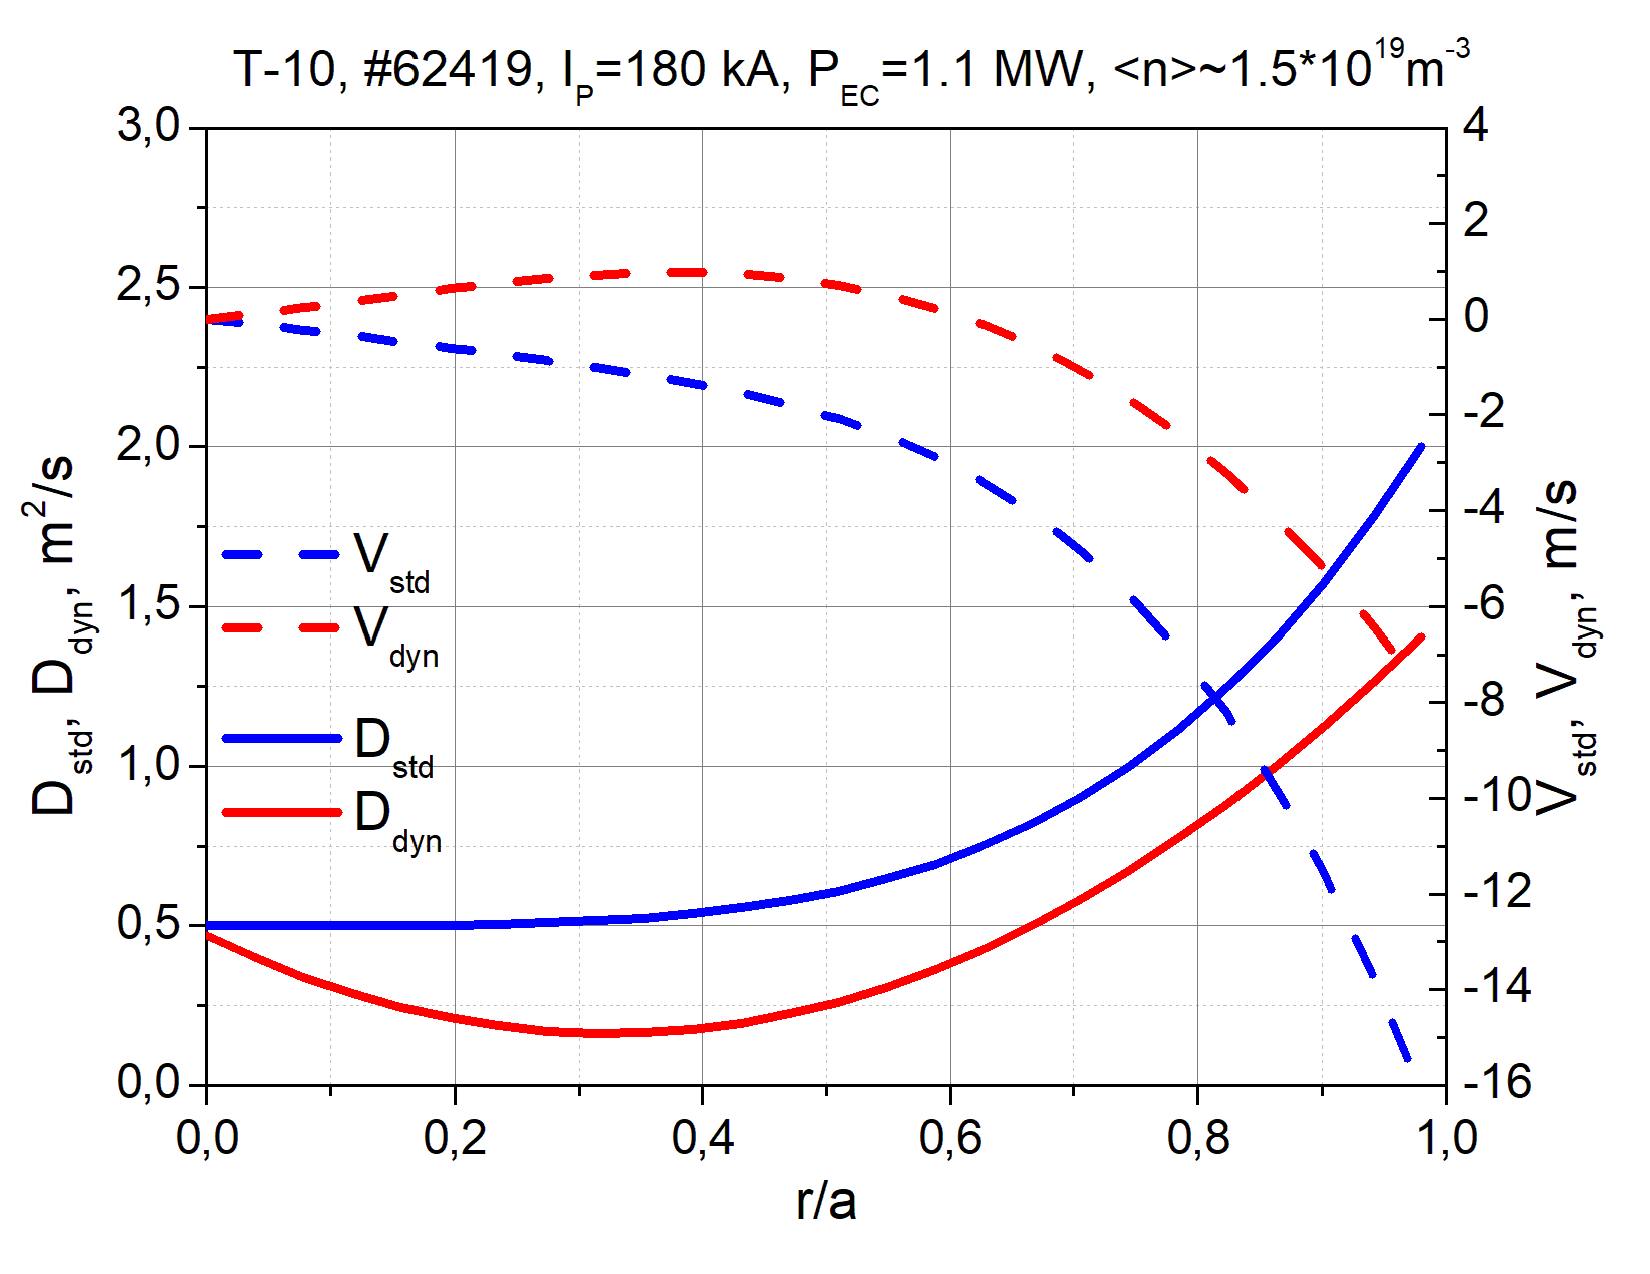 T-10, #62419, I_P=180 kA, P_EC=1.1 MW, <n>~1.5*10^19m^-3
3,0
2,5
2,0
1,5
1,0
0,5
0,0
D_std, D_dyn, m^2/s
V_std
V_dyn
D_std
D_dyn
4
2
0
-2
-4
-6
-8
-10
-12
-14
-16
V_std, V_dyn, m/s
0,0 0,2 0,4 0,6 0,8 1,0
r/a